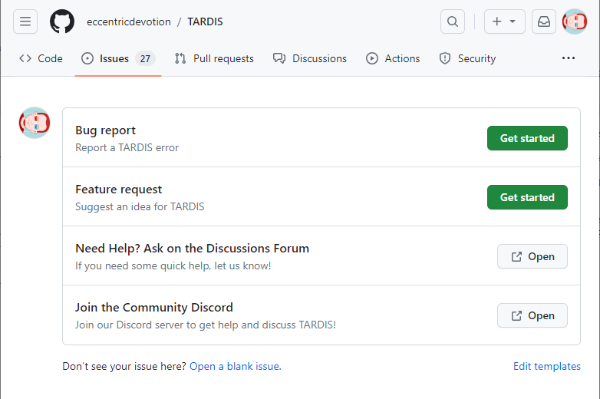 eccentricdevotion / TARDIS
Code Issues 27 Pull requests Discussions Actions Security
Bug report
Report a TARDIS error
Get started
Feature request
Suggest an idea for TARDIS
Get started
Need Help? Ask on the Discussions Forum
If you need some quick help, let us know!
Open
Join the Community Discord
Join our Discord server to get help and discuss TARDIS!
Open
Don't see your issue here? Open a blank issue.
Edit templates